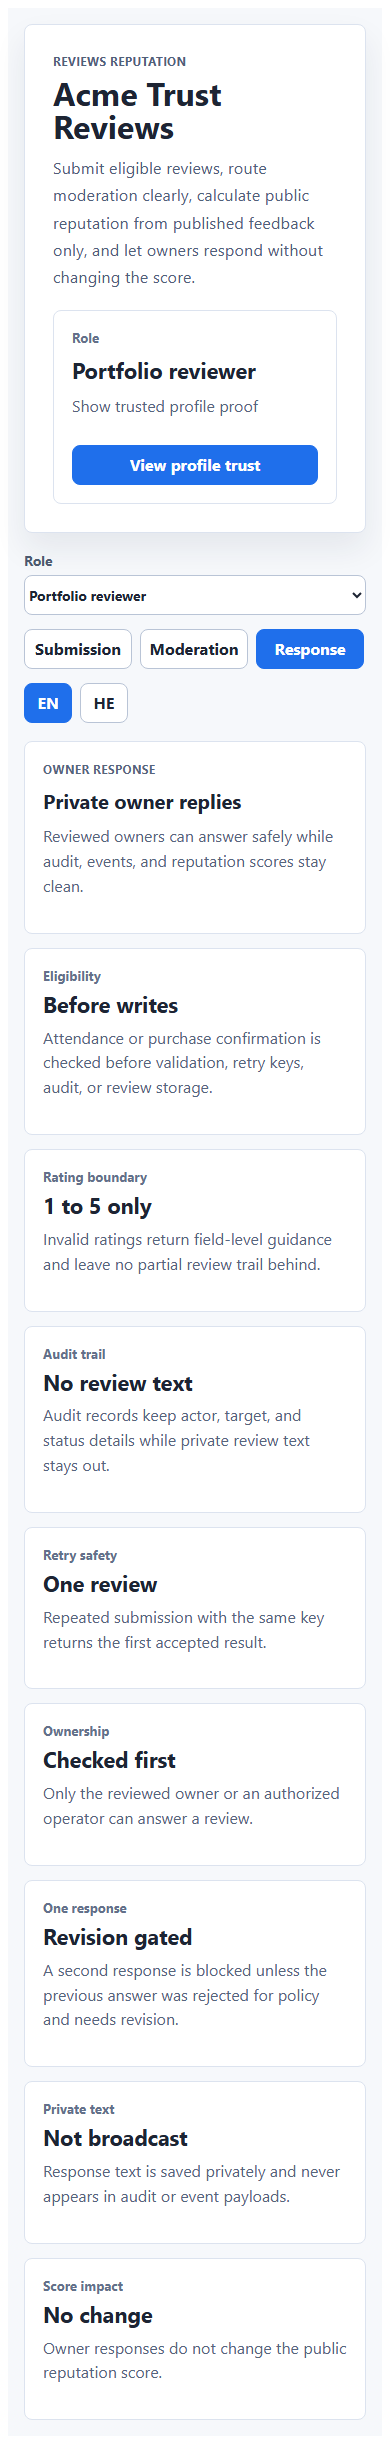 REVIEWS REPUTATION
Acme Trust
Reviews
Submit eligible reviews, route
moderation clearly, calculate public
reputation from published feedback
only, and let owners respond without
changing the score.
Role
Portfolio reviewer
Show trusted profile proof
View profile trust
Role
Portfolio reviewer
Submission Moderation Response
EN HE
OWNER RESPONSE
Private owner replies
Reviewed owners can answer safely while
audit, events, and reputation scores stay
clean.
Eligibility
Before writes
Attendance or purchase confirmation is
checked before validation, retry keys,
audit, or review storage.
Rating boundary
1 to 5 only
Invalid ratings return field-level guidance
and leave no partial review trail behind.
Audit trail
No review text
Audit records keep actor, target, and
status details while private review text
stays out.
Retry safety
One review
Repeated submission with the same key
returns the first accepted result.
Ownership
Checked first
Only the reviewed owner or an authorized
operator can answer a review.
One response
Revision gated
A second response is blocked unless the
previous answer was rejected for policy
and needs revision.
Private text
Not broadcast
Response text is saved privately and never
appears in audit or event payloads.
Score impact
No change
Owner responses do not change the public
reputation score.